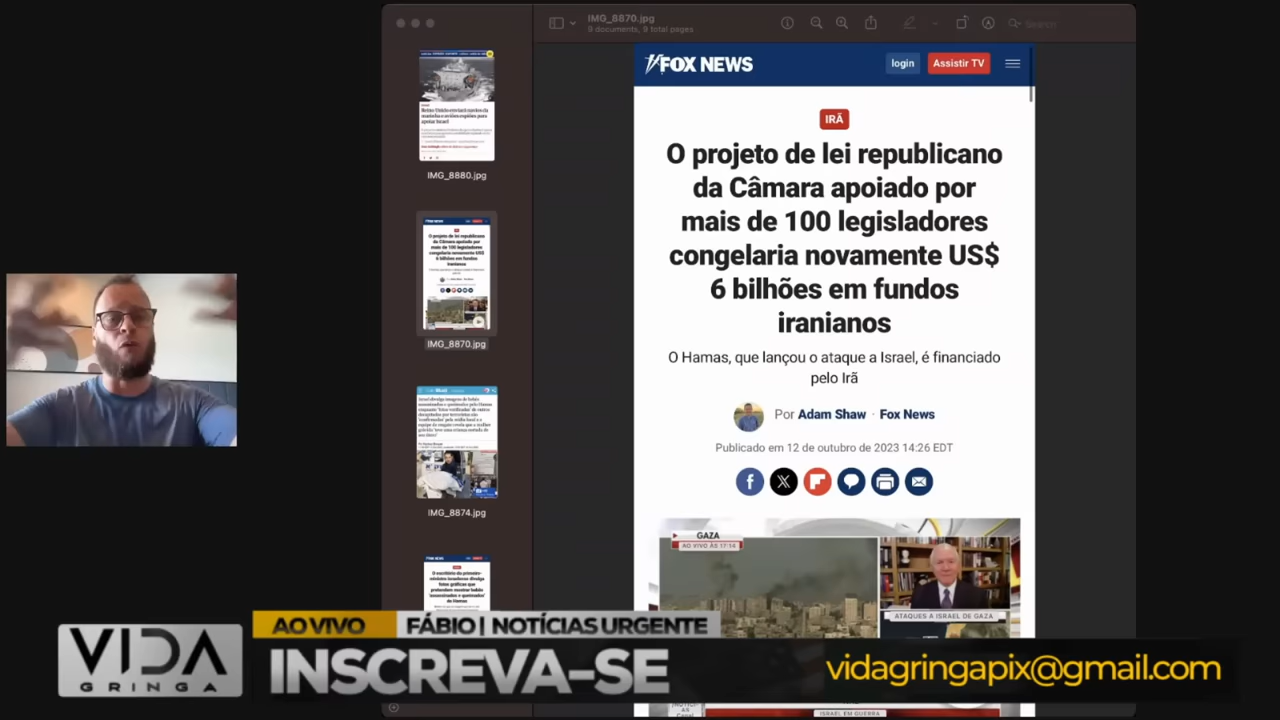 IMG_8870.jpg
9 documents, 9 total pages
Search
IMG_8880.jpg
IMG_8870.jpg
IMG_8874.jpg
FOX NEWS
login
Assistir TV
IRÃ
O projeto de lei republicano
da Câmara apoiado por
mais de 100 legisladores
congelaria novamente US$
6 bilhões em fundos
iranianos
O Hamas, que lançou o ataque a Israel, é financiado
pelo Irã
Por Adam Shaw · Fox News
Publicado em 12 de outubro de 2023 14:26 EDT
GAZA
AO VIVO ÀS 17:14
ATAQUES A ISRAEL DE GAZA
ISRAEL EM GUERRA
VIDA
GRINGA
AO VIVO
FÁBIO | NOTÍCIAS URGENTE
INSCREVA-SE
vidagringapix@gmail.com